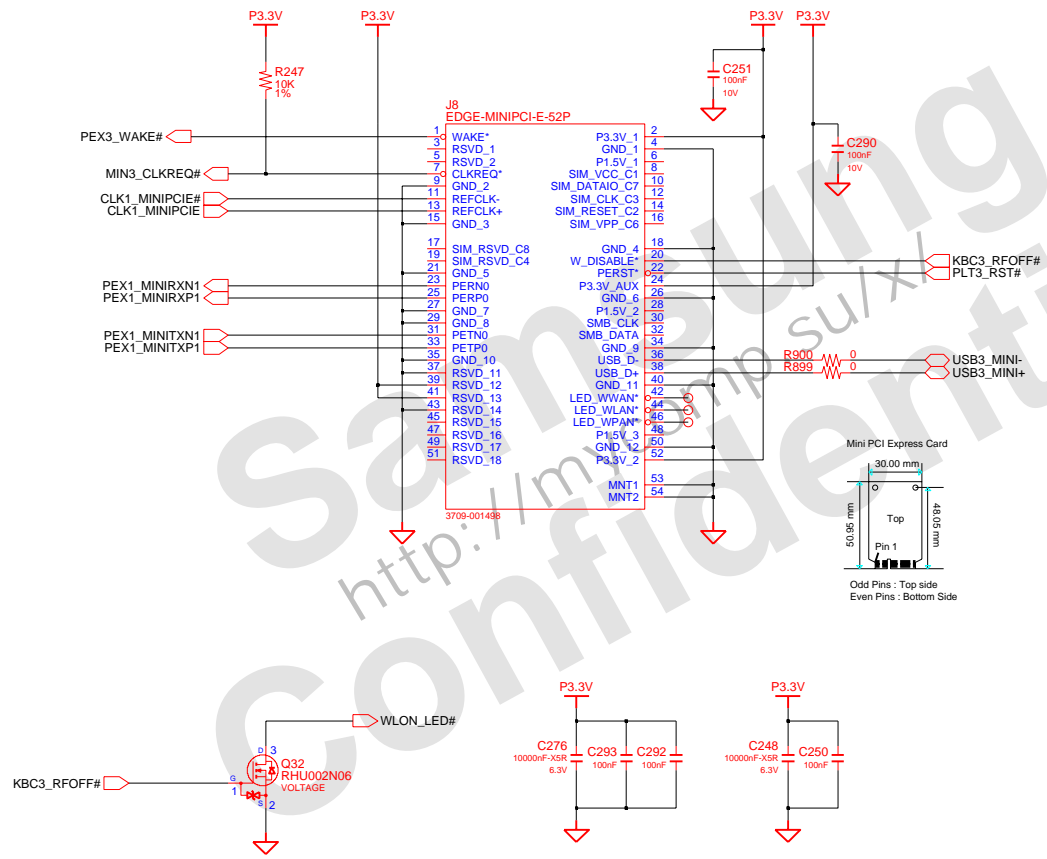 P3.3V
P3.3V
P3.3V
P3.3V
R247
10K
1%
C251
100nF
10V
C290
100nF
10V
J8
EDGE-MINIPCI-E-52P
PEX3_WAKE#
MIN3_CLKREQ#
CLK1_MINIPCIE#
CLK1_MINIPCIE
PEX1_MINIRXN1
PEX1_MINIRXP1
PEX1_MINITXN1
PEX1_MINITXP1
1 WAKE*
3 RSVD_1
5 RSVD_2
7 CLKREQ*
9 GND_2
11 REFCLK-
13 REFCLK+
15 GND_3
17 SIM_RSVD_C8
19 SIM_RSVD_C4
21 GND_5
23 PERN0
25 PERP0
27 GND_7
29 GND_8
31 PETN0
33 PETP0
35 GND_10
37 RSVD_11
39 RSVD_12
41 RSVD_13
43 RSVD_14
45 RSVD_15
47 RSVD_16
49 RSVD_17
51 RSVD_18
P3.3V_1 2
GND_1 4
P1.5V_1 6
SIM_VCC_C1 8
SIM_DATAIO_C7 10
SIM_CLK_C3 12
SIM_RESET_C2 14
SIM_VPP_C6 16
GND_4 18
W_DISABLE* 20
PERST* 22
P3.3V_AUX 24
GND_6 26
P1.5V_2 28
SMB_CLK 30
SMB_DATA 32
GND_9 34
USB_D- 36
USB_D+ 38
GND_11 40
LED_WWAN* 42
LED_WLAN* 44
LED_WPAN* 46
P1.5V_3 48
GND_12 50
P3.3V_2 52
MNT1 53
MNT2 54
3709-001498
KBC3_RFOFF#
PLT3_RST#
R900 0
R899 0
USB3_MINI-
USB3_MINI+
Mini PCI Express Card
30.00 mm
50.95 mm
48.05 mm
Top
Pin 1
Odd Pins : Top side
Even Pins : Bottom Side
WLON_LED#
KBC3_RFOFF#
D 3
G
1
S 2
Q32
RHU002N06
VOLTAGE
P3.3V
C276
10000nF-X5R
6.3V
C293
100nF
C292
100nF
P3.3V
C248
10000nF-X5R
6.3V
C250
100nF
Samsung
Confidenti
http://mycomp.su/x/